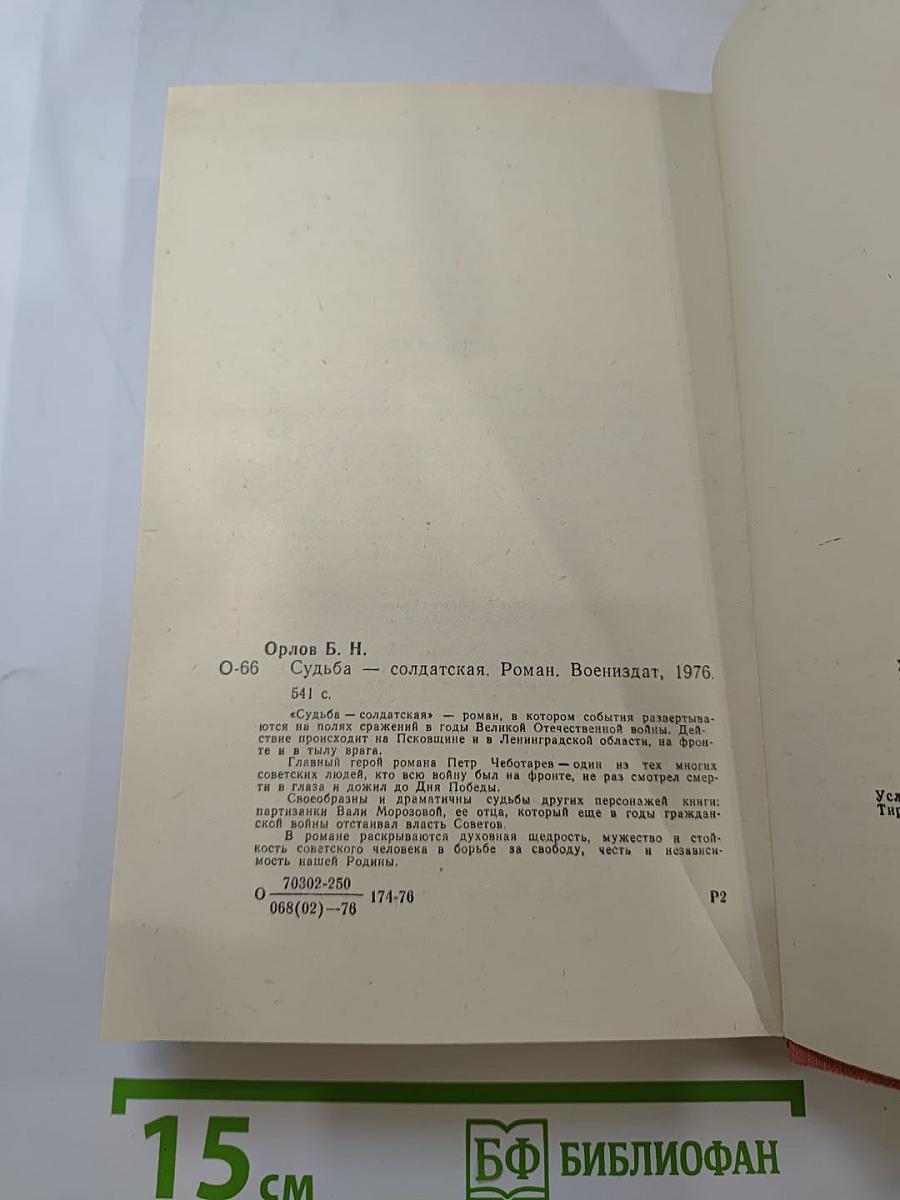 Орлов Б. Н.
О-66 Судьба — солдатская. Роман. Воениздат, 1976.
541 с.
«Судьба — солдатская» — роман, в котором события развертыва-
ются на полях сражений в годы Великой Отечественной войны. Дей-
ствие происходит на Псковщине и в Ленинградской области, на фрон-
те и в тылу врага.
Главный герой романа Петр Чеботарев — один из тех многих
советских людей, кто всю войну был на фронте, не раз смотрел смер-
ти в глаза и дожил до Дня Победы.
Своеобразны и драматичны судьбы других персонажей книги:
партизанки Вали Морозовой, ее отца, который еще в годы граждан-
ской войны отстаивал власть Советов.
В романе раскрываются духовная щедрость, мужество и стой-
кость советского человека в борьбе за свободу, честь и независи-
мость нашей Родины.
70302-250
О 174-76 Р2
068(02)—76
Усл
Тир
15 см
БФ БИБЛИОФАН